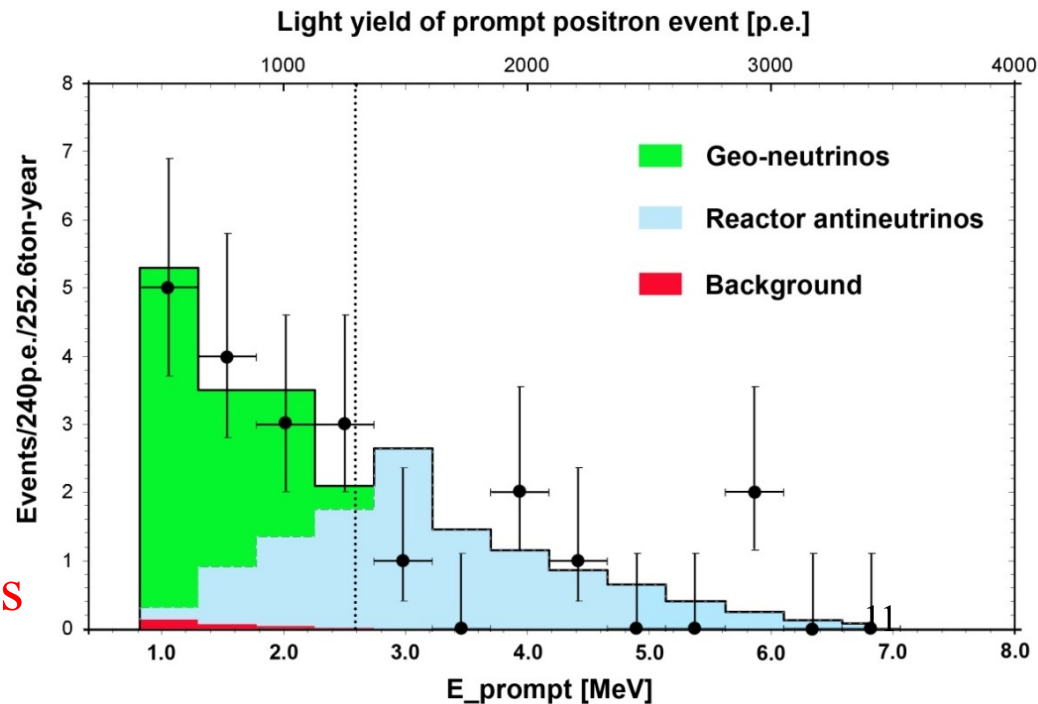 Light yield of prompt positron event [p.e.]
1000 2000 3000 4000
8
7
6
5
4
3
2
1
0
Events/240p.e./252.6ton-year
Geo-neutrinos
Reactor antineutrinos
Background
s
11
1.0 2.0 3.0 4.0 5.0 6.0 7.0 8.0
E_prompt [MeV]